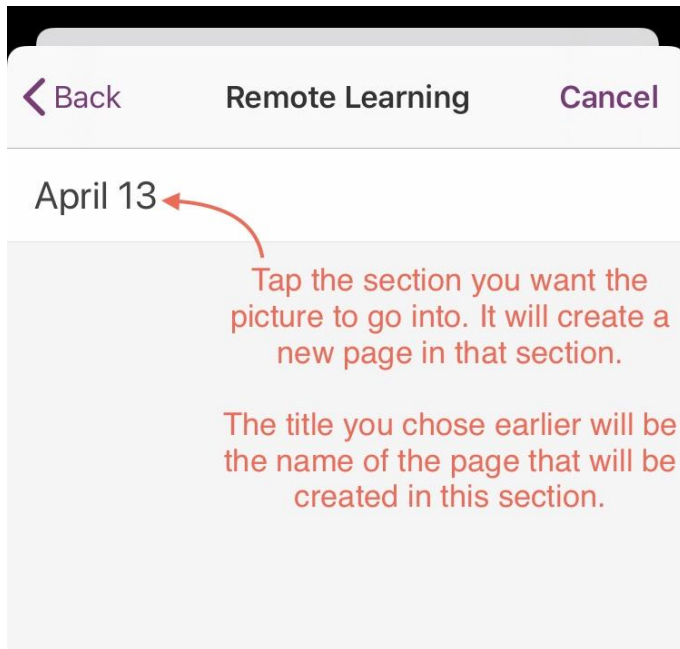 Back Remote Learning Cancel
April 13
Tap the section you want the
picture to go into. It will create a
new page in that section.
The title you chose earlier will be
the name of the page that will be
created in this section.